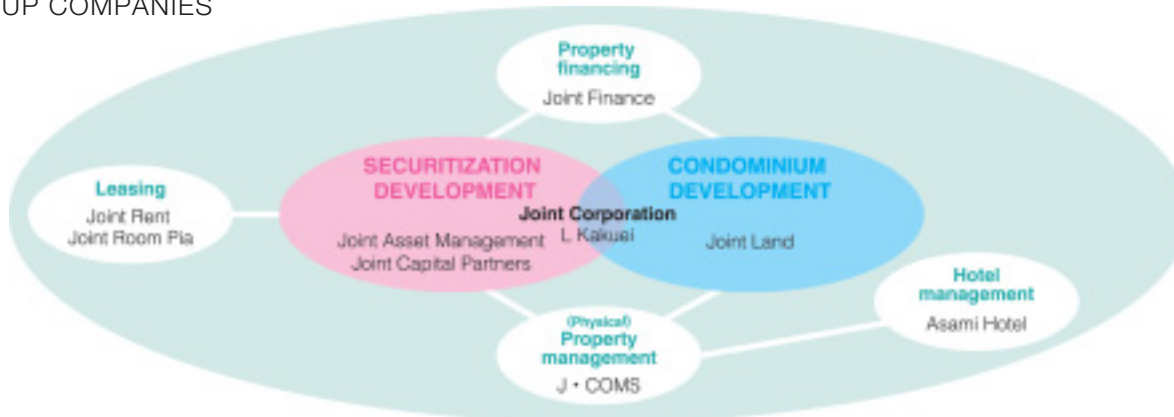 UP COMPANIES
Property
financing
Joint Finance
SECURITIZATION
DEVELOPMENT
CONDOMINIUM
DEVELOPMENT
Leasing
Joint Rent
Joint Room Pia
Joint Corporation
L Kakuei
Joint Asset Management
Joint Capital Partners
Joint Land
Hotel
management
Asami Hotel
(Physical)
Property
management
J・COMS